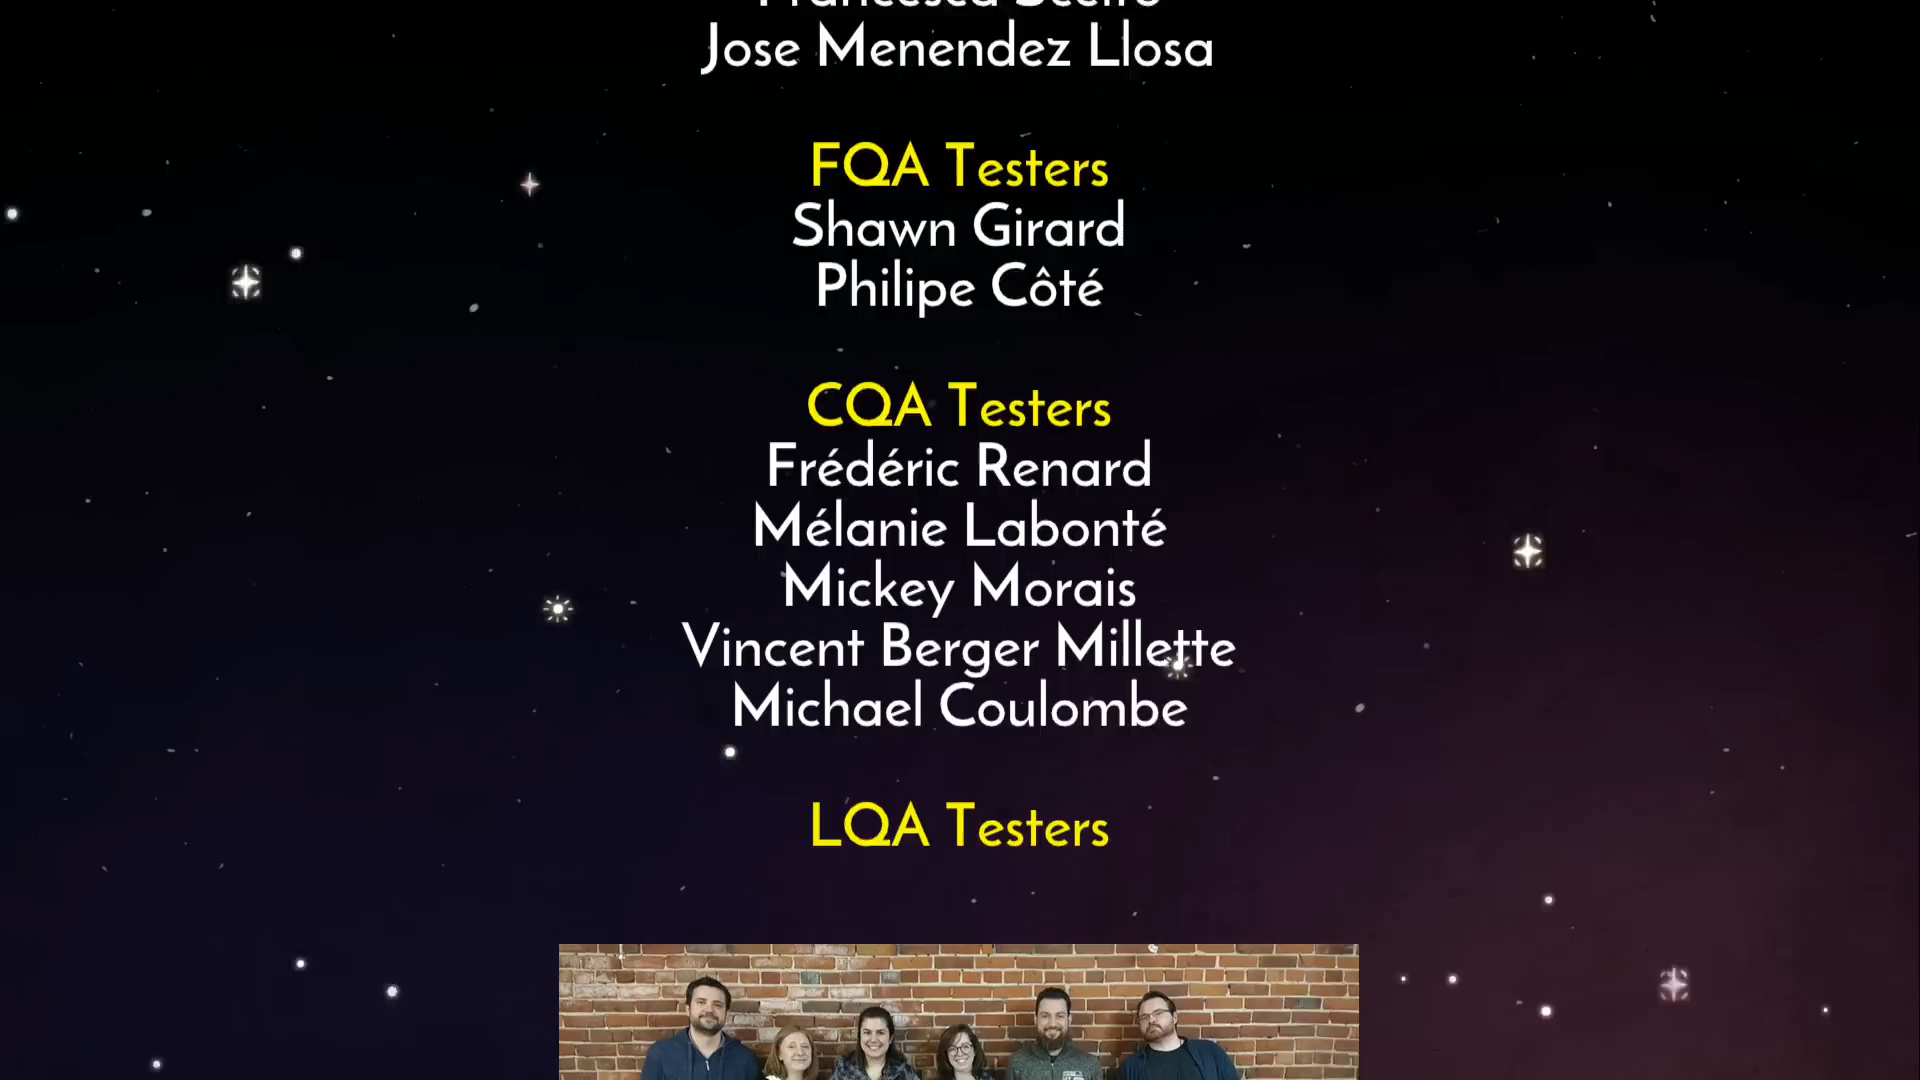 Jose Menendez Llosa
FQA Testers
Shawn Girard
Philipe Côté
CQA Testers
Frédéric Renard
Mélanie Labonté
Mickey Morais
Vincent Berger Millette
Michael Coulombe
LQA Testers